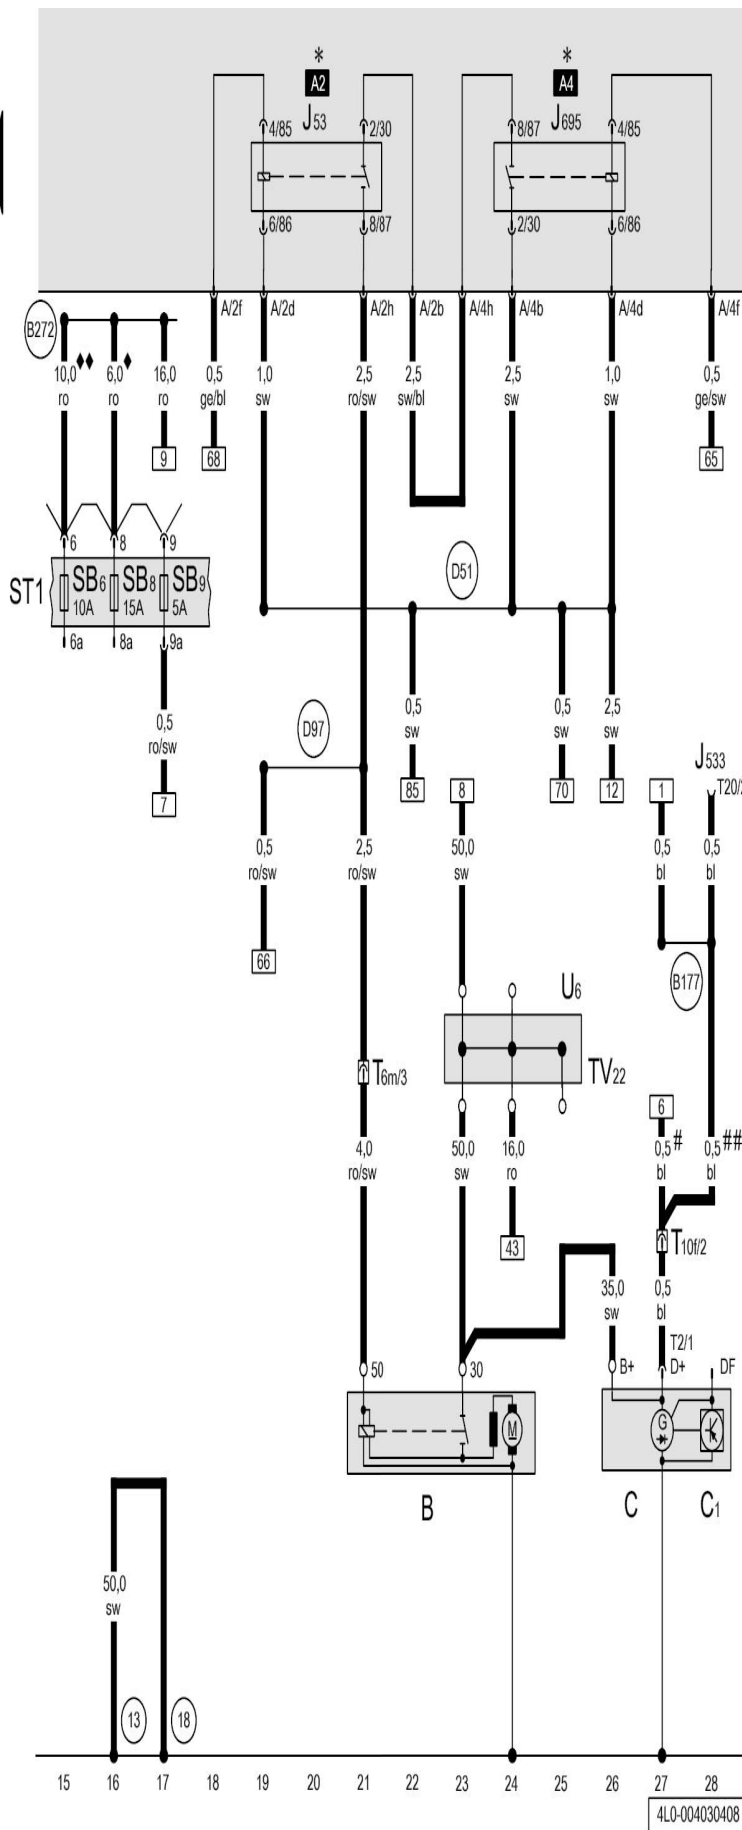 * *
A2 A4
J53 J695
4/85 2/30 8/87 4/85
6/86 8/87 2/30 6/86
A/2f A/2d A/2h A/2b A/4h A/4b A/4d A/4f
B272
10,0 ♦♦ 6,0 ♦ 16,0 0,5 1,0 2,5 2,5 2,5 1,0 0,5
ro ro ro ge/bl sw ro/sw sw/bl sw sw ge/sw
9 68 65
6 8 9
D51
ST1 SB6 SB8 SB9
10A 15A 5A
6a 8a 9a
0,5 0,5 0,5 2,5
ro/sw sw sw sw
D97
J533
7 85 8 70 12 1 T20/2
0,5 2,5 50,0 0,5 0,5
ro/sw ro/sw sw bl bl
66
B177
U6
T6m/3 TV22
6
4,0 50,0 16,0 0,5 # 0,5 ##
ro/sw sw ro bl bl
43 T10f/2
35,0 0,5
sw bl
T2/1
50 30 B+ D+ DF
M G
B C C1
50,0
sw
13 18
15 16 17 18 19 20 21 22 23 24 25 26 27 28
4L0-004030408